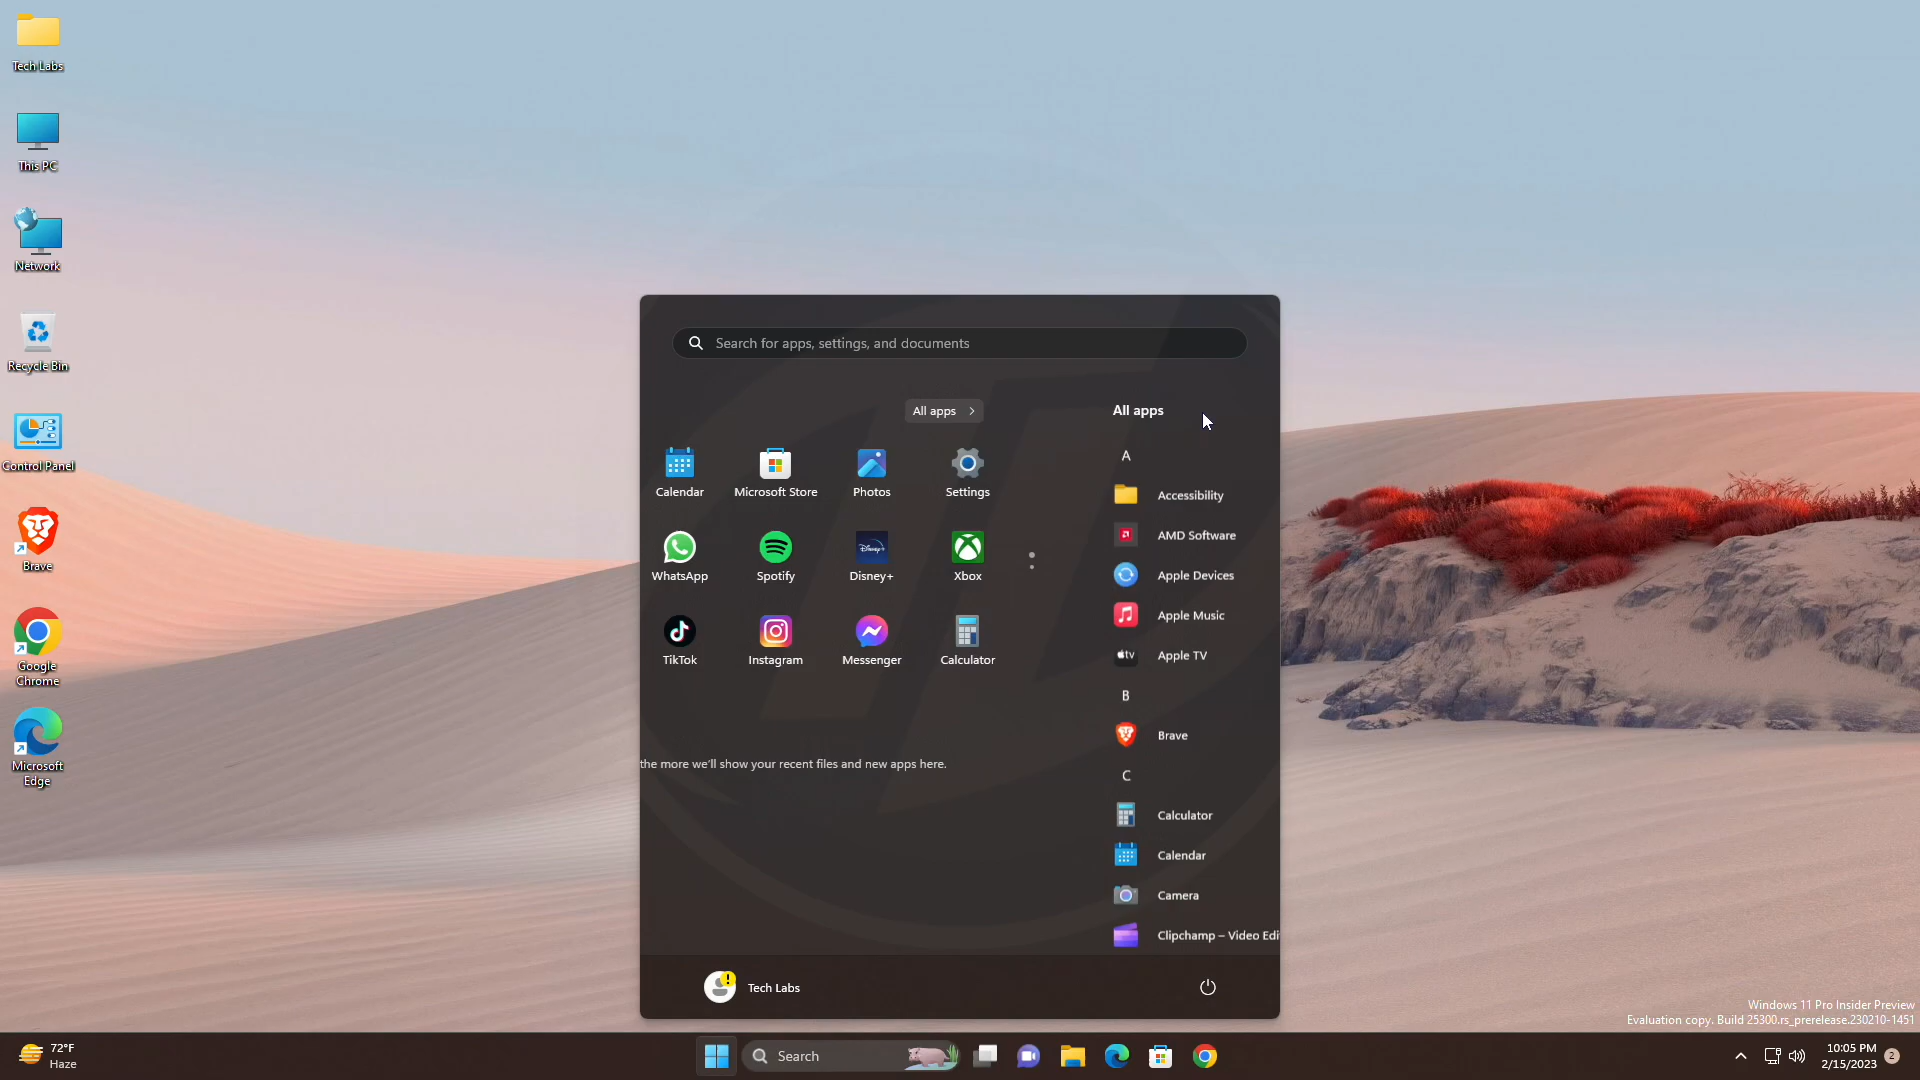 Tech Labs
This PC
Network
Recycle Bin
Control Panel
Brave
Google
Chrome
Microsoft
Edge
Search for apps, settings, and documents
All apps
Calendar
Microsoft Store
Photos
Settings
WhatsApp
Spotify
Disney+
Xbox
TikTok
Instagram
Messenger
Calculator
the more we'll show your recent files and new apps here.
All apps
A
Accessibility
AMD Software
Apple Devices
Apple Music
Apple TV
B
Brave
C
Calculator
Calendar
Camera
Clipchamp – Video Edi
Tech Labs
Windows 11 Pro Insider Preview
Evaluation copy. Build 25300.rs_prerelease.230210-1451
72°F
Haze
Search
10:05 PM
2/15/2023
2